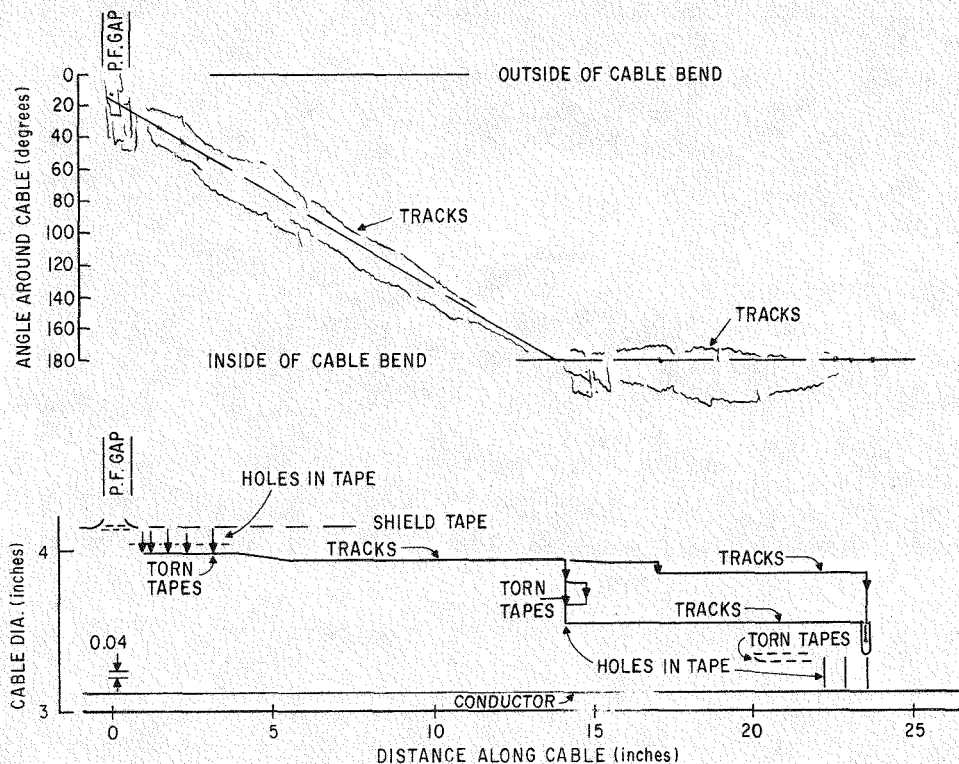 P.F. GAP
OUTSIDE OF CABLE BEND
ANGLE AROUND CABLE (degrees)
0
20
40
60
80
100
120
140
160
180
TRACKS
TRACKS
INSIDE OF CABLE BEND
P.F. GAP
HOLES IN TAPE
SHIELD TAPE
CABLE DIA. (inches)
4
TRACKS
TRACKS
TORN
TAPES
TORN
TAPES
TRACKS
0.04
TORN TAPES
HOLES IN TAPE
CONDUCTOR
3
0
5
10
15
20
25
DISTANCE ALONG CABLE (inches)